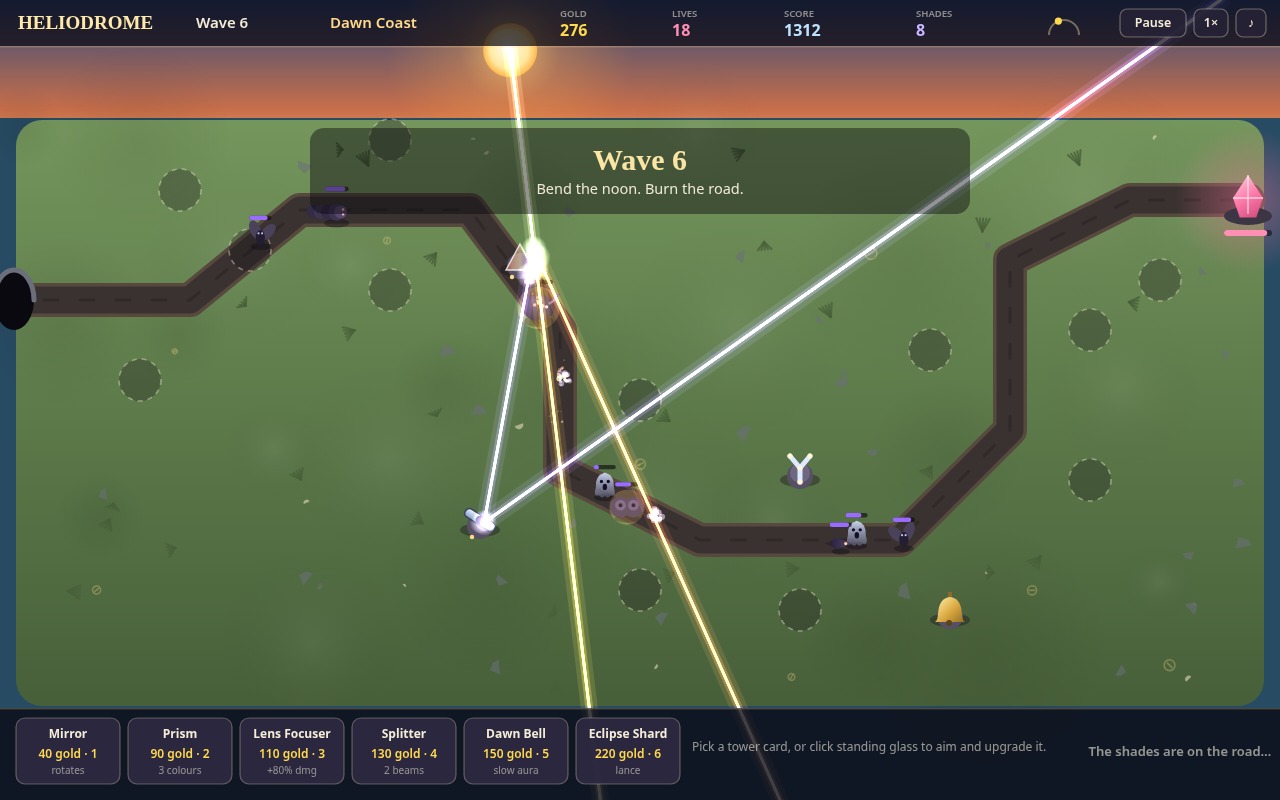 HELIODROME
Wave 6
Dawn Coast
GOLD
276
LIVES
18
SCORE
1312
SHADES
8
Pause
1×
♪
Wave 6
Bend the noon. Burn the road.
Mirror
40 gold · 1
rotates
Prism
90 gold · 2
3 colours
Lens Focuser
110 gold · 3
+80% dmg
Splitter
130 gold · 4
2 beams
Dawn Bell
150 gold · 5
slow aura
Eclipse Shard
220 gold · 6
lance
Pick a tower card, or click standing glass to aim and upgrade it.
The shades are on the road…